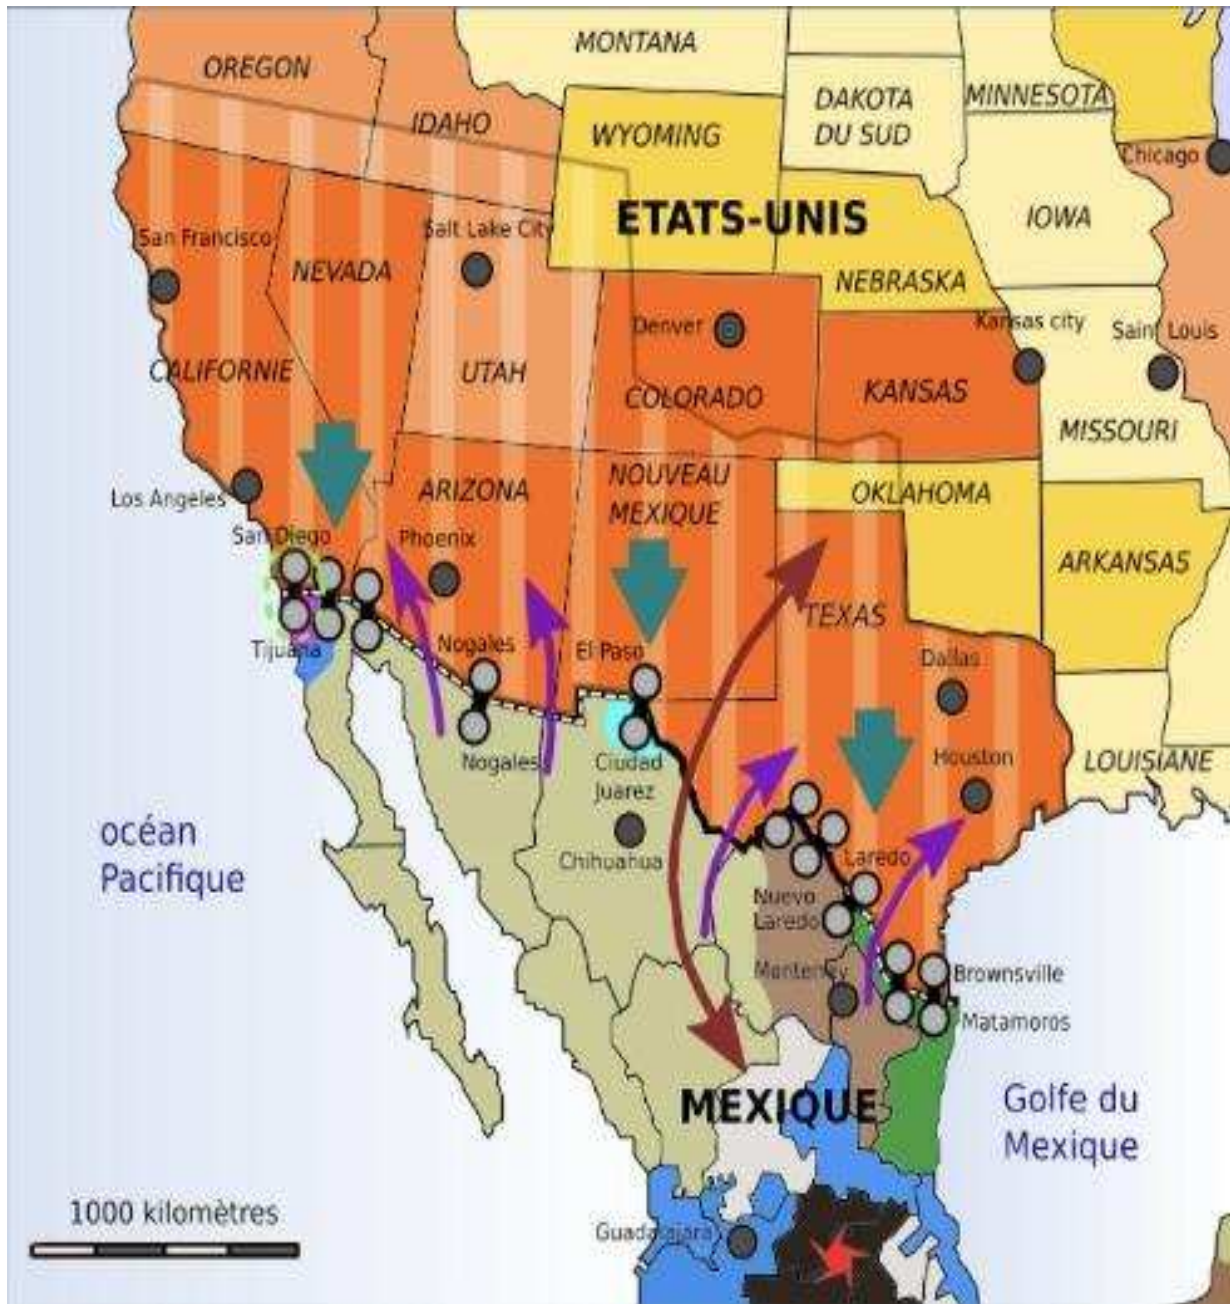 MONTANA
OREGON
DAKOTA
DU SUD
MINNESOTA
IDAHO
WYOMING
Chicago
ETATS-UNIS
IOWA
San Francisco
Salt Lake City
NEVADA
NEBRASKA
Denver
Kansas city
Saint Louis
CALIFORNIE
UTAH
COLORADO
KANSAS
MISSOURI
Los Angeles
ARIZONA
NOUVEAU
MEXIQUE
OKLAHOMA
San Diego
Phoenix
ARKANSAS
TEXAS
Tijuana
Nogales
El Paso
Dallas
Nogales
Ciudad
Juarez
Houston
LOUISIANE
océan
Pacifique
Chihuahua
Laredo
Nuevo
Laredo
Monterrey
Brownsville
Matamoros
MEXIQUE
Golfe du
Mexique
1000 kilomètres
Guadalajara